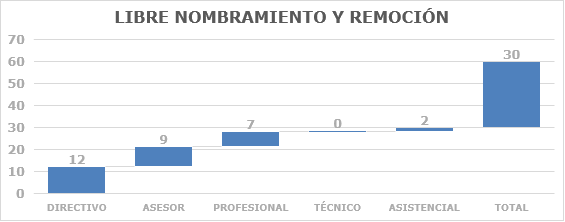 LIBRE NOMBRAMIENTO Y REMOCIÓN
70
60
50
40
30
20
10
0
12
9
7
0
2
30
DIRECTIVO
ASESOR
PROFESIONAL
TÉCNICO
ASISTENCIAL
TOTAL